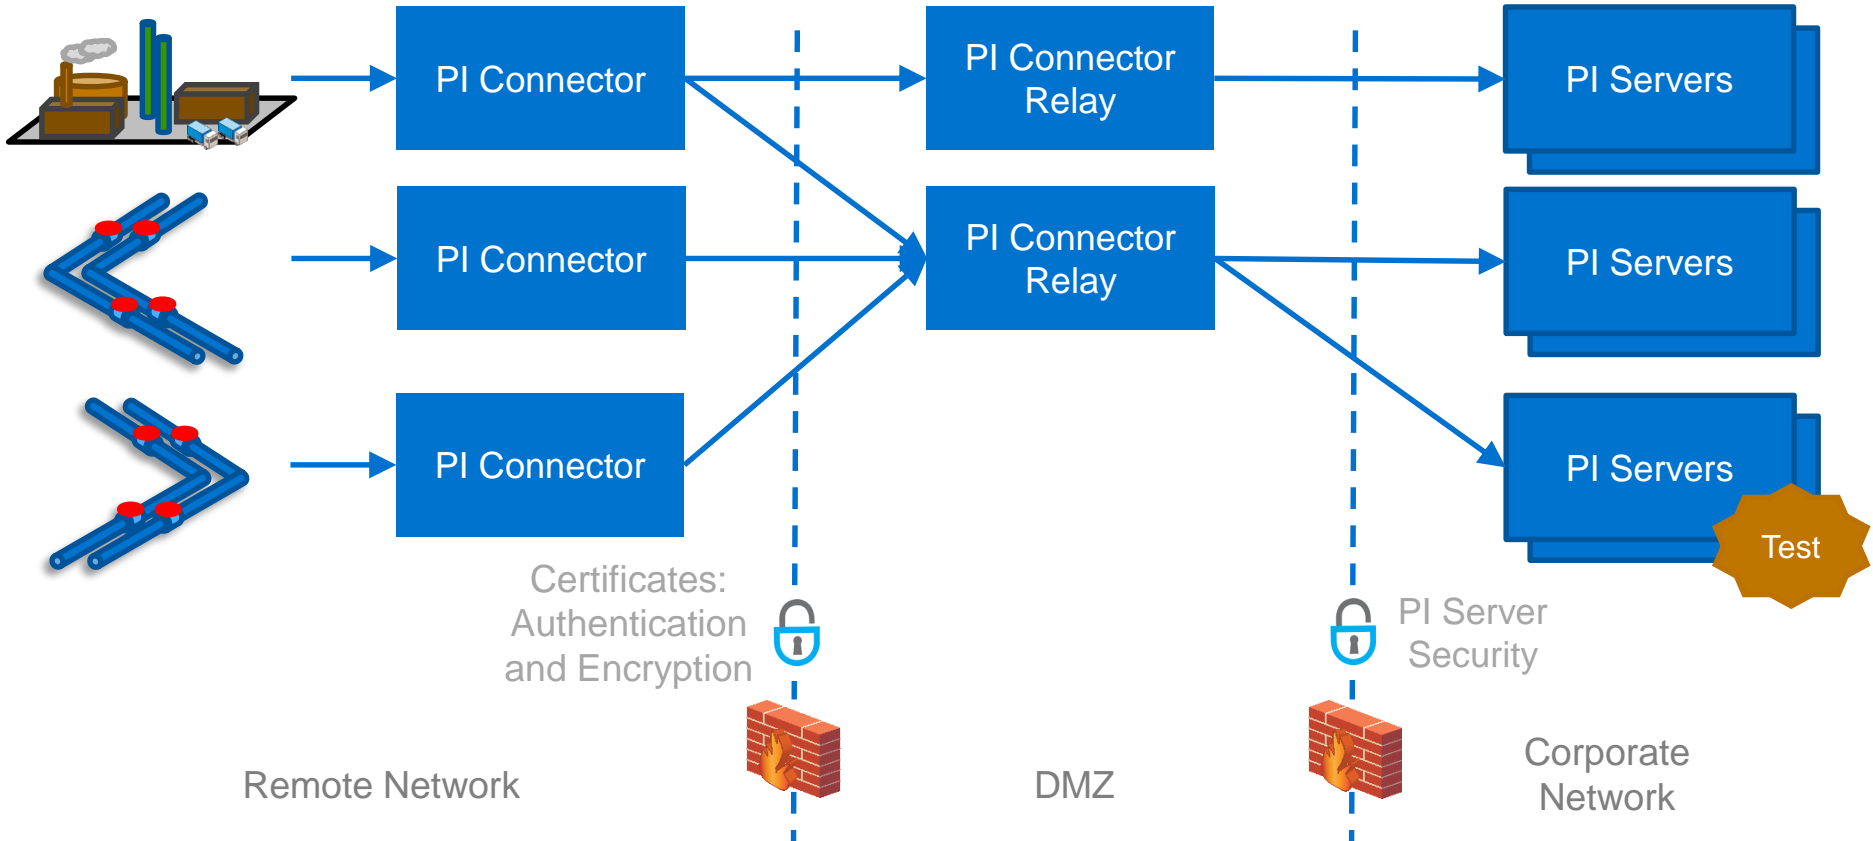 PI Connector
PI Connector
Relay
PI Servers
PI Connector
PI Connector
Relay
PI Servers
PI Connector
PI Servers
Test
Certificates:
Authentication
and Encryption
PI Server
Security
Remote Network
DMZ
Corporate
Network